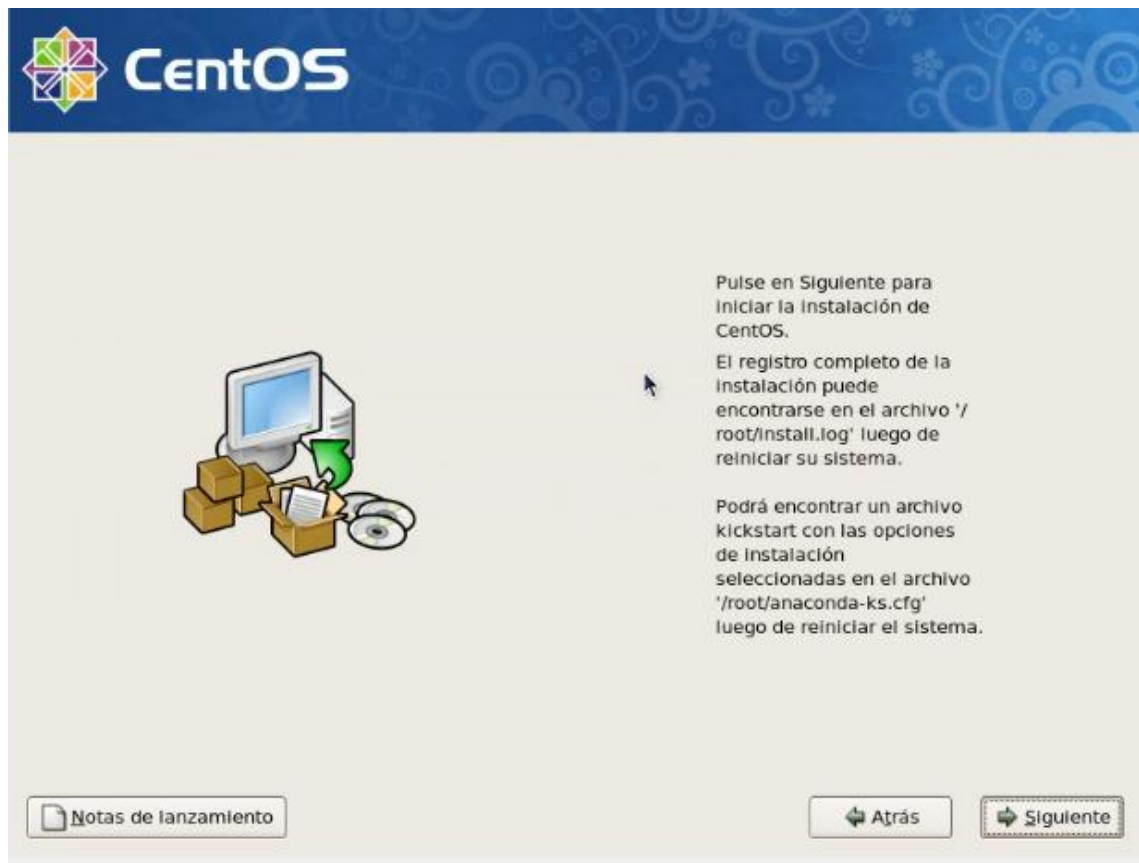 CentOS
Pulse en Siguiente para
iniciar la instalación de
CentOS.
El registro completo de la
instalación puede
encontrarse en el archivo '/
root/install.log' luego de
reiniciar su sistema.
Podrá encontrar un archivo
kickstart con las opciones
de instalación
seleccionadas en el archivo
'/root/anaconda-ks.cfg'
luego de reiniciar el sistema.
Notas de lanzamiento
Atrás
Siguiente